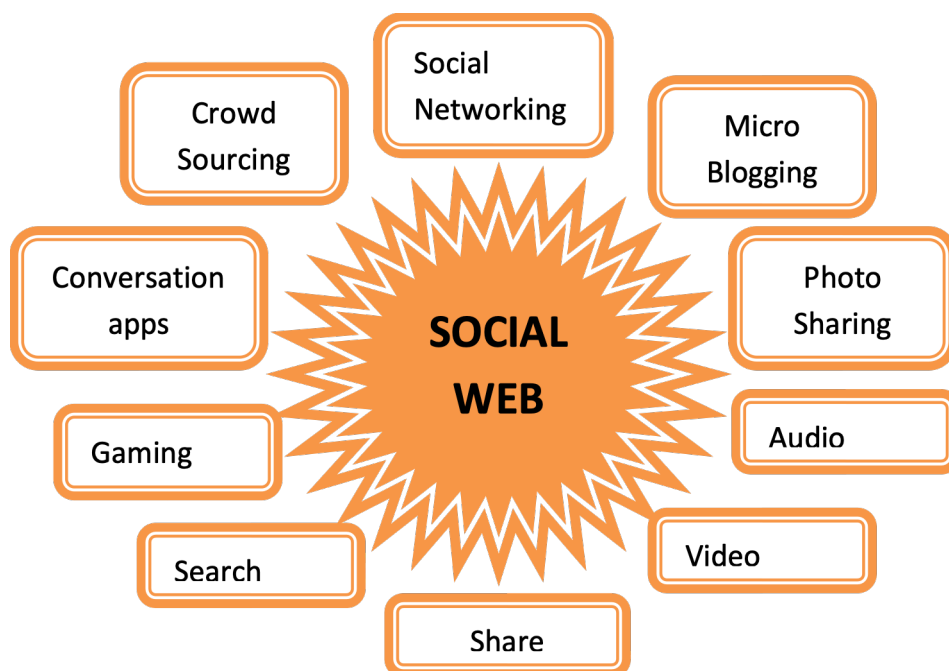 Social
Networking
Crowd
Sourcing
Micro
Blogging
Conversation
apps
Photo
Sharing
SOCIAL
WEB
Gaming
Audio
Search
Video
Share